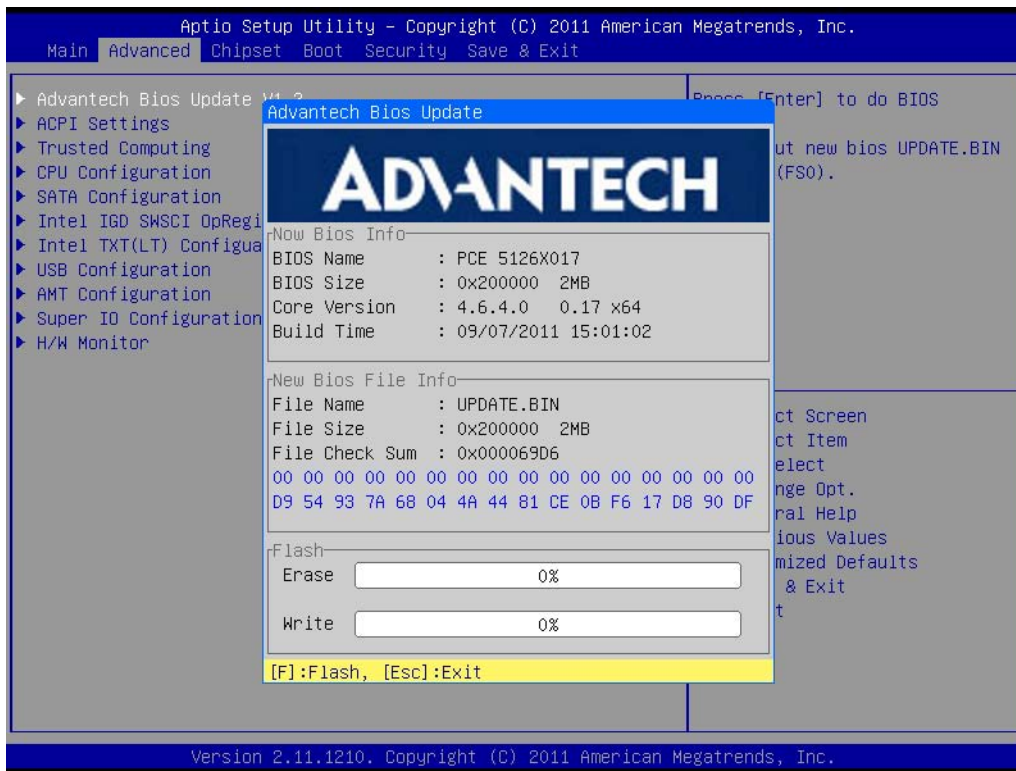 Aptio Setup Utility – Copyright (C) 2011 American Megatrends, Inc.
Main Advanced Chipset Boot Security Save & Exit
Advantech Bios Update
ACPI Settings
Trusted Computing
CPU Configuration
SATA Configuration
Intel IGD SWSCI OpRegi
Intel TXT(LT) Configua
USB Configuration
AMT Configuration
Super IO Configuration
H/W Monitor
Advantech Bios Update
ADVANTECH
Now Bios Info
BIOS Name : PCE 5126X017
BIOS Size : 0x200000 2MB
Core Version : 4.6.4.0 0.17 x64
Build Time : 09/07/2011 15:01:02
New Bios File Info
File Name : UPDATE.BIN
File Size : 0x200000 2MB
File Check Sum : 0x000069D6
00 00 00 00 00 00 00 00 00 00 00 00 00 00 00 00
D9 54 93 7A 68 04 4A 44 81 CE 0B F6 17 D8 90 DF
Flash
Erase 0%
Write 0%
[F]:Flash, [Esc]:Exit
[Enter] to do BIOS
ut new bios UPDATE.BIN
(FS0).
ct Screen
ct Item
elect
nge Opt.
ral Help
ious Values
mized Defaults
& Exit
t
Version 2.11.1210. Copyright (C) 2011 American Megatrends, Inc.